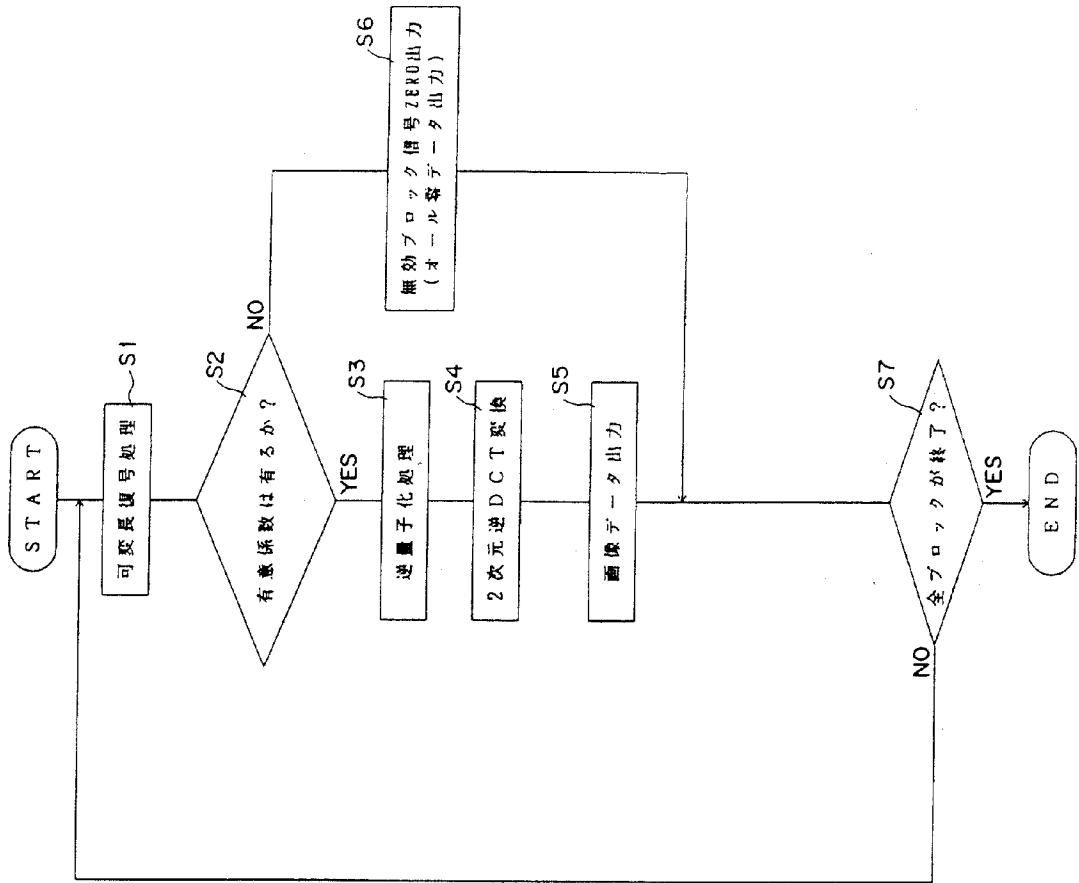 START
S1
可変長復号処理
S2
有意係数は有るか?
NO
YES
S3
逆量子化処理
S4
2次元逆DCT変換
S5
画像データ出力
S6
無効ブロック信号ZERO出力
(オール零データ出力)
S7
全ブロックが終了?
NO
YES
END